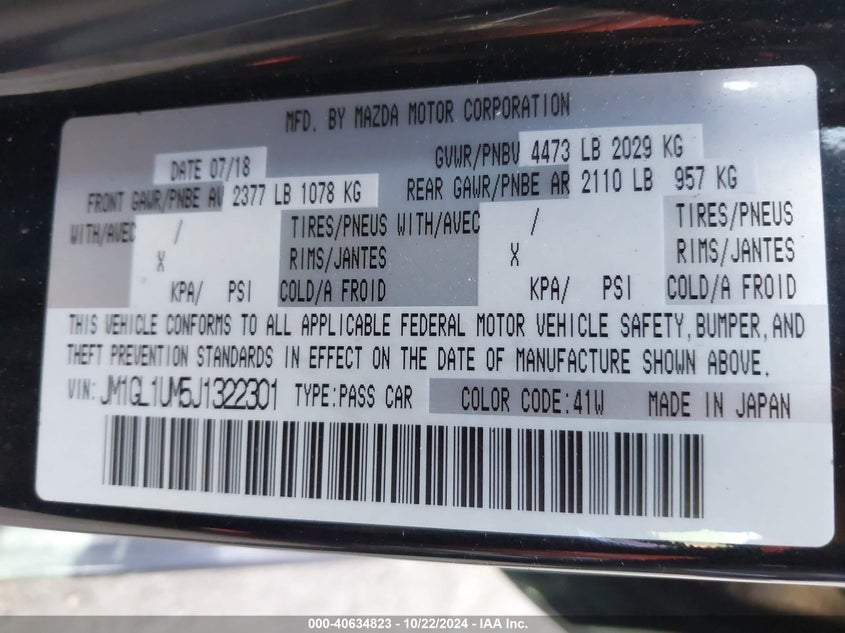 MFD. BY MAZDA MOTOR CORPORATION
DATE 07/18 GVWR/PNBV 4473 LB 2029 KG
FRONT GAWR/PNBE AV 2377 LB 1078 KG REAR GAWR/PNBE AR 2110 LB 957 KG
WITH/AVEC / TIRES/PNEUS WITH/AVEC / TIRES/PNEUS
X RIMS/JANTES X RIMS/JANTES
KPA/ PSI COLD/A FROID KPA/ PSI COLD/A FROID
THIS VEHICLE CONFORMS TO ALL APPLICABLE FEDERAL MOTOR VEHICLE SAFETY, BUMPER, AND
THEFT PREVENTION STANDARDS IN EFFECT ON THE DATE OF MANUFACTURE SHOWN ABOVE.
VIN: JM1GL1UM5J1322301 TYPE:PASS CAR COLOR CODE:41W MADE IN JAPAN
000-40634823 - 10/22/2024 - IAA Inc.